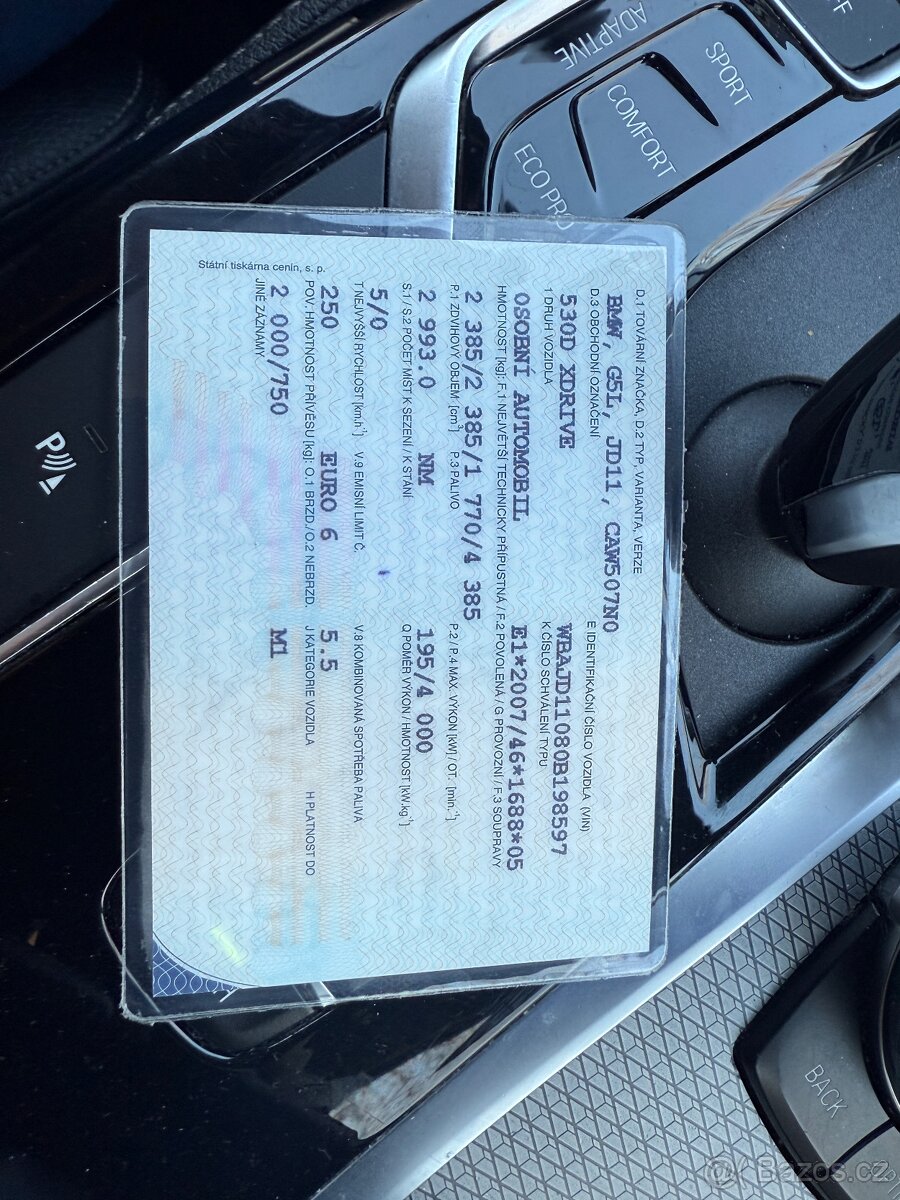 D.1 TOVÁRNÍ ZNAČKA, D.2 TYP, VARIANTA, VERZE
BMW, G5L, JD11, CAW507N0
D.3 OBCHODNÍ OZNAČENÍ E IDENTIFIKAČNÍ ČÍSLO VOZIDLA (VIN)
530D XDRIVE WBAJD11080B198597
1 DRUH VOZIDLA K ČÍSLO SCHVÁLENÍ TYPU
OSOBNÍ AUTOMOBIL E1*2007/46*1688*05
HMOTNOST [kg]: F.1 NEJVĚTŠÍ TECHNICKY PŘÍPUSTNÁ / F.2 POVOLENÁ / G PROVOZNÍ / F.3 SOUPRAVY
2 385/2 385/1 770/4 385
P.1 ZDVIHOVÝ OBJEM [cm³] P.3 PALIVO P.2 / P.4 MAX. VÝKON [kW] / OT. [min.⁻¹]
2 993.0 NM 195/4 000
S.1 / S.2 POČET MÍST K SEZENÍ / K STÁNÍ Q POMĚR VÝKON / HMOTNOST [kW.kg⁻¹]
5/0
T NEJVYŠŠÍ RYCHLOST [km.h⁻¹] V.9 EMISNÍ LIMIT Č. V.8 KOMBINOVANÁ SPOTŘEBA PALIVA
250 EURO 6 5.5
POV. HMOTNOST PŘÍVĚSU [kg]: O.1 BRZD./O.2 NEBRZD. J KATEGORIE VOZIDLA H PLATNOST DO
2 000/750 M1
JINÉ ZÁZNAMY
Státní tiskárna cenin, s. p.
ADAPTIVE
SPORT
COMFORT
ECO PRO
P
BACK
Bazos.cz